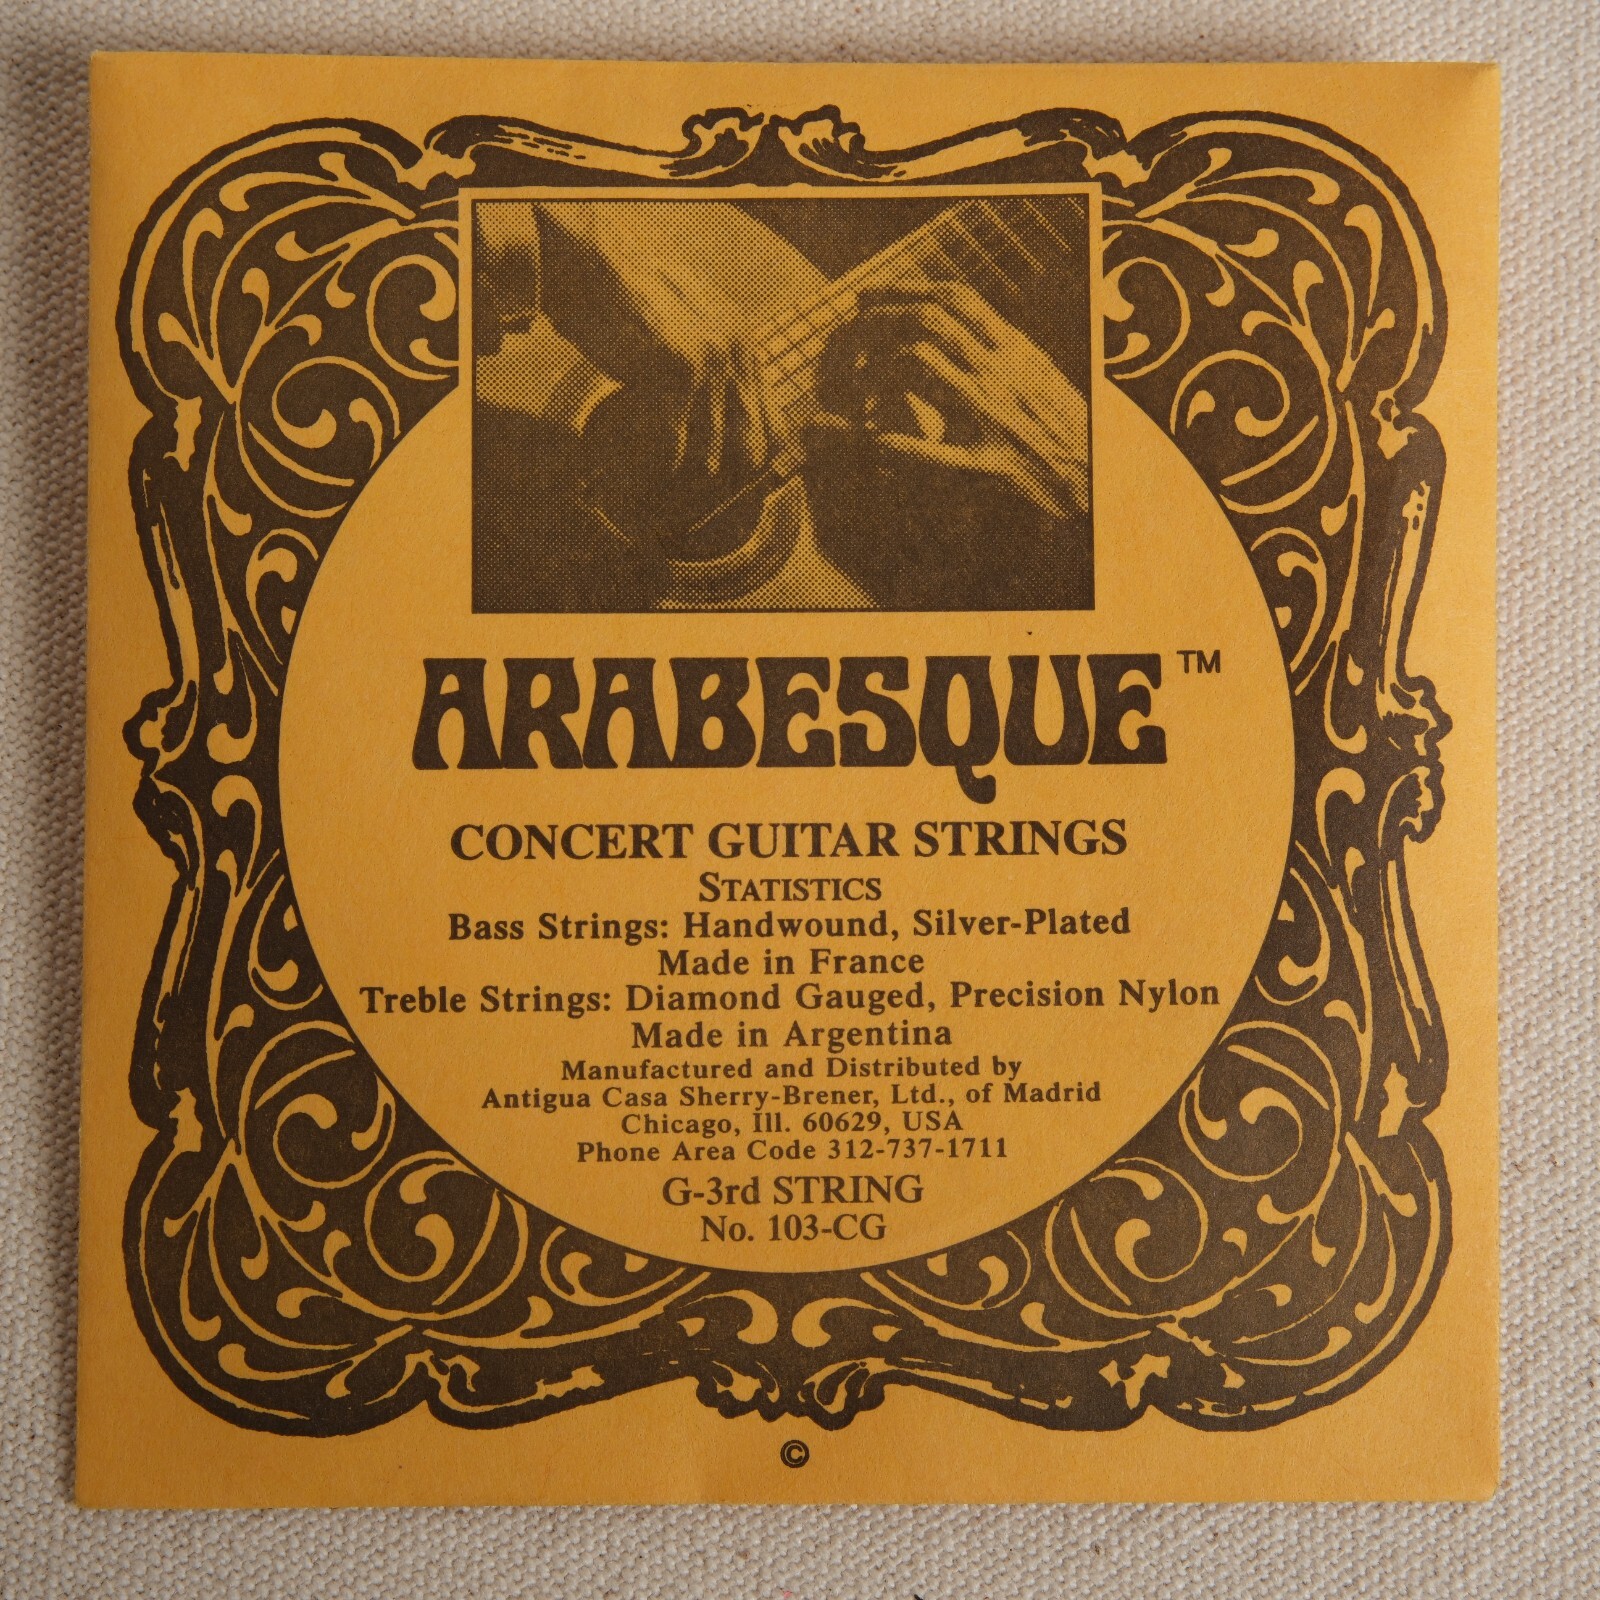 ARABESQUE™
CONCERT GUITAR STRINGS
STATISTICS
Bass Strings: Handwound, Silver-Plated
Made in France
Treble Strings: Diamond Gauged, Precision Nylon
Made in Argentina
Manufactured and Distributed by
Antigua Casa Sherry-Brener, Ltd., of Madrid
Chicago, Ill. 60629, USA
Phone Area Code 312-737-1711
G-3rd STRING
No. 103-CG
©